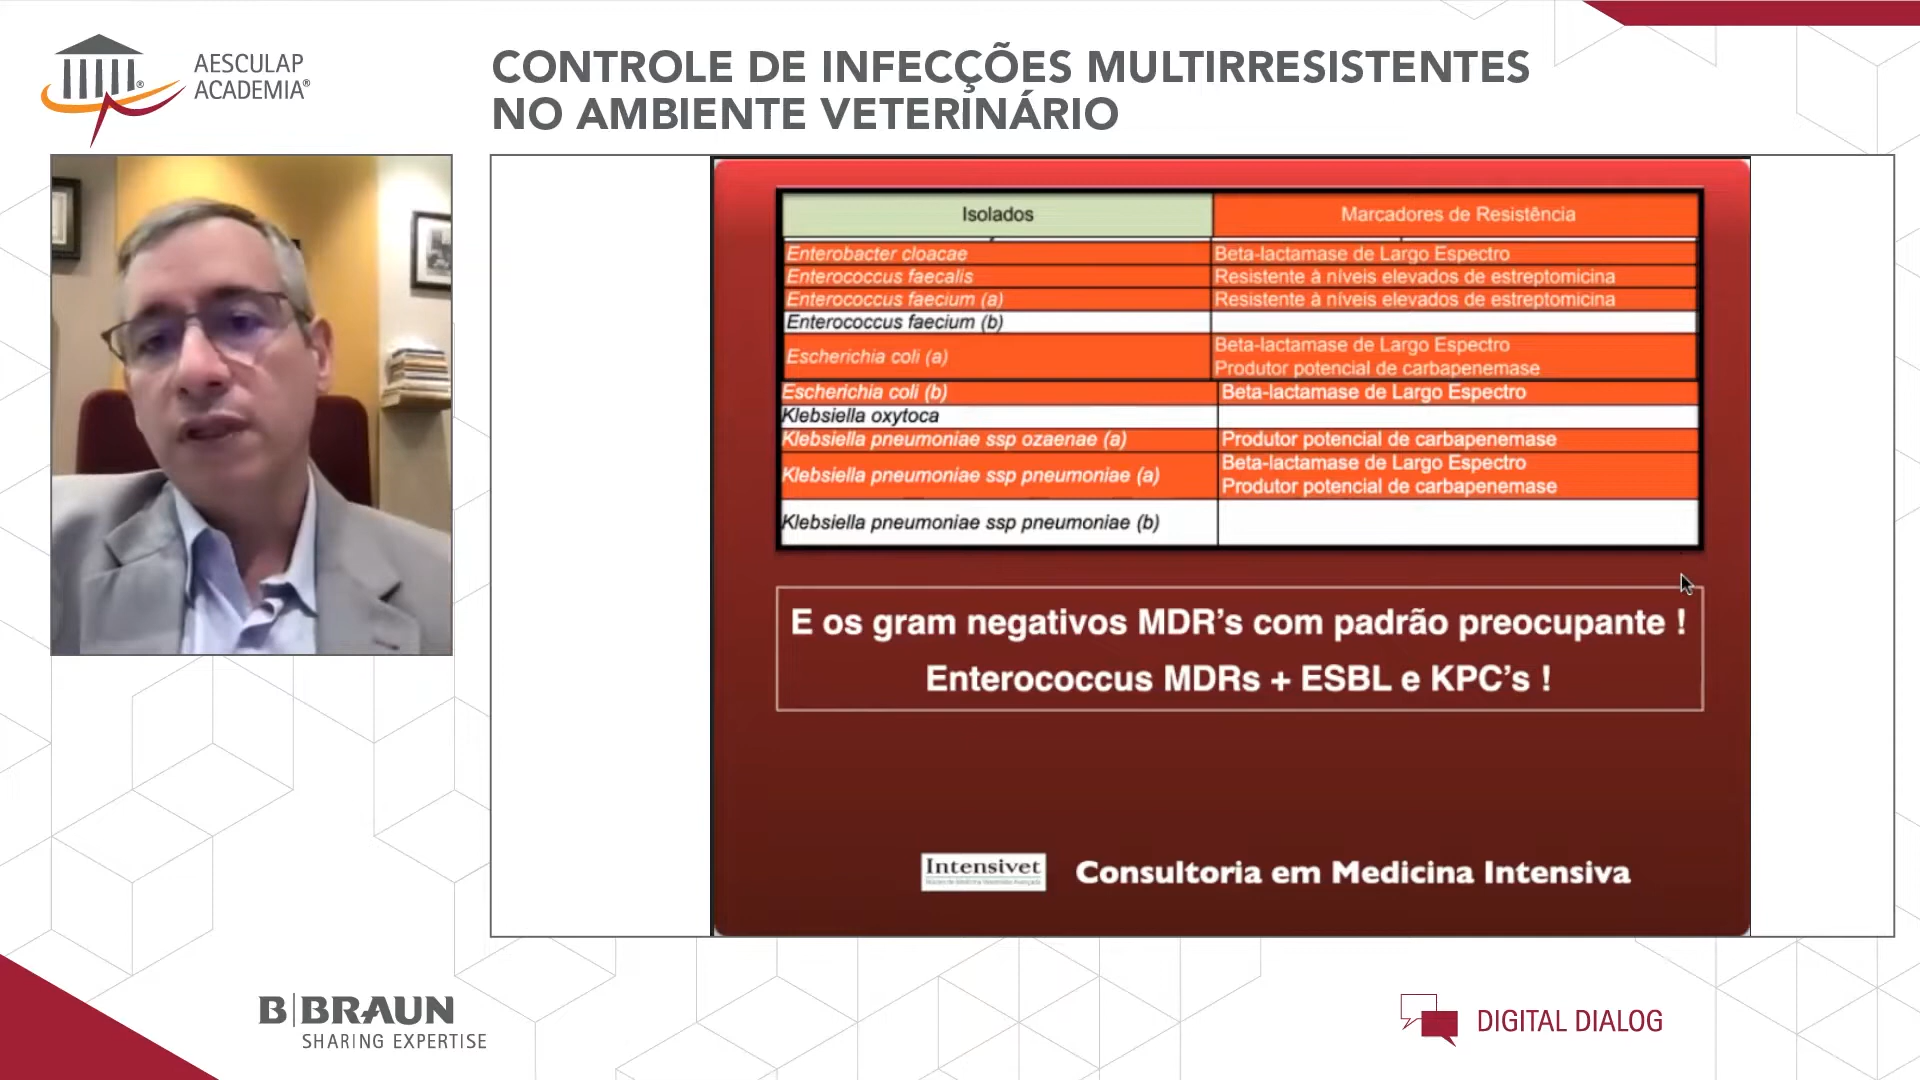 AESCULAP
ACADEMIA®
CONTROLE DE INFECÇÕES MULTIRRESISTENTES
NO AMBIENTE VETERINÁRIO
Isolados Marcadores de Resistência
Enterobacter cloacae Beta-lactamase de Largo Espectro
Enterococcus faecalis Resistente à níveis elevados de estreptomicina
Enterococcus faecium (a) Resistente à níveis elevados de estreptomicina
Enterococcus faecium (b)
Escherichia coli (a) Beta-lactamase de Largo Espectro
Produtor potencial de carbapenemase
Escherichia coli (b) Beta-lactamase de Largo Espectro
Klebsiella oxytoca
Klebsiella pneumoniae ssp ozaenae (a) Produtor potencial de carbapenemase
Klebsiella pneumoniae ssp pneumoniae (a) Beta-lactamase de Largo Espectro
Produtor potencial de carbapenemase
Klebsiella pneumoniae ssp pneumoniae (b)
E os gram negativos MDR's com padrão preocupante !
Enterococcus MDRs + ESBL e KPC's !
Intensivet
Consultoria em Medicina Intensiva
B|BRAUN
SHARING EXPERTISE
DIGITAL DIALOG